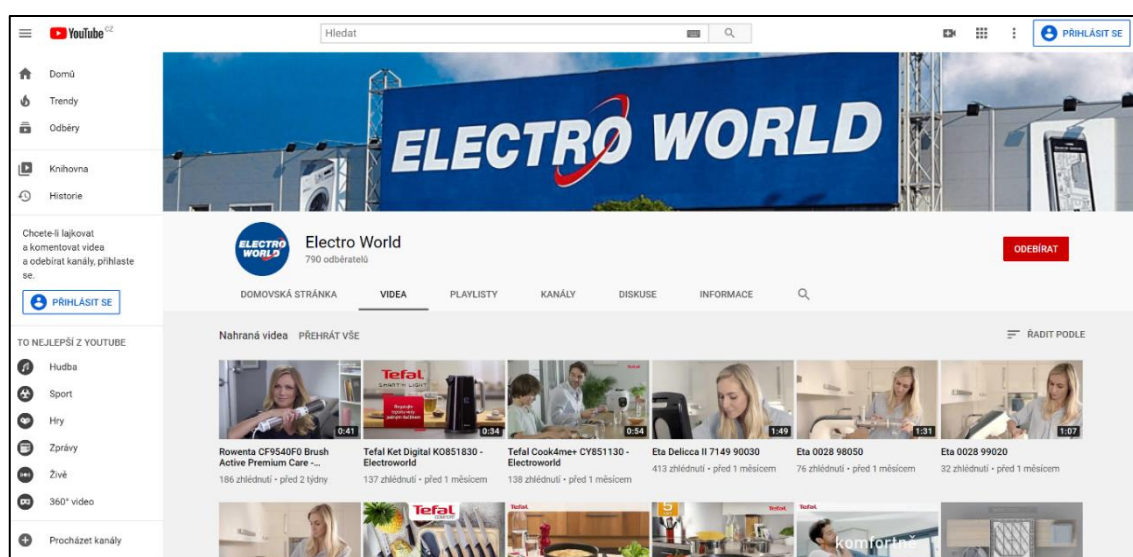 YouTube CZ
Hledat
PŘIHLÁSIT SE
Domů
Trendy
Odběry
Knihovna
Historie
Chcete-li lajkovat
a komentovat videa
a odebírat kanály, přihlaste
se.
PŘIHLÁSIT SE
TO NEJLEPŠÍ Z YOUTUBE
Hudba
Sport
Hry
Zprávy
Živě
360° video
Procházet kanály
ELECTRO WORLD
ELECTRO
WORLD
Electro World
790 odběratelů
ODEBÍRAT
DOMOVSKÁ STRÁNKA VIDEA PLAYLISTY KANÁLY DISKUSE INFORMACE
Nahraná videa PŘEHRÁT VŠE
ŘADIT PODLE
0:41
Rowenta CF9540F0 Brush
Active Premium Care -...
186 zhlédnutí • před 2 týdny
Tefal
SMART'N LIGHT
0:34
Tefal Ket Digital KO851830 -
Electroworld
137 zhlédnutí • před 1 měsícem
Tefal
0:54
Tefal Cook4me+ CY851130 -
Electroworld
138 zhlédnutí • před 1 měsícem
1:49
Eta Delicca II 7149 90030
413 zhlédnutí • před 1 měsícem
1:31
Eta 0028 98050
76 zhlédnutí • před 1 měsícem
1:07
Eta 0028 99020
32 zhlédnutí • před 1 měsícem
Tefal
COMFORT
Tefal
5
Tefal
Tefal
komfortně